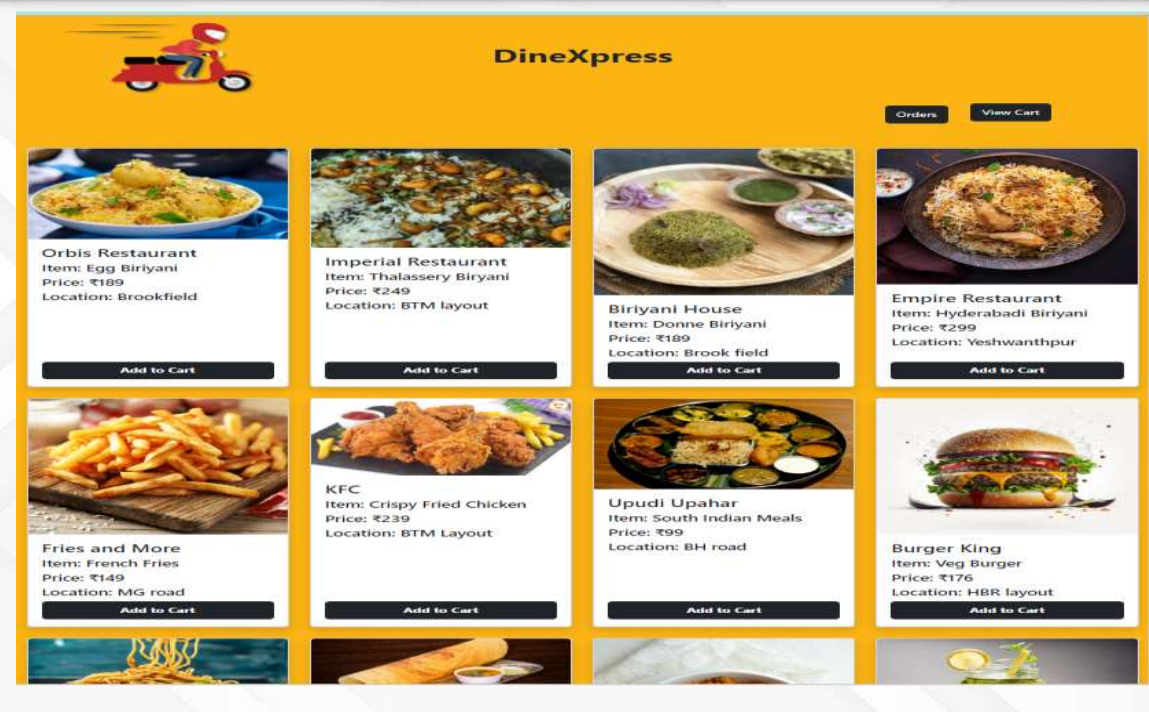 DineXpress
Orders
View Cart
Orbis Restaurant
Item: Egg Biriyani
Price: ₹189
Location: Brookfield
Add to Cart
Imperial Restaurant
Item: Thalassery Biryani
Price: ₹249
Location: BTM layout
Add to Cart
Biriyani House
Item: Donne Biriyani
Price: ₹189
Location: Brook field
Add to Cart
Empire Restaurant
Item: Hyderabadi Biriyani
Price: ₹299
Location: Yeshwanthpur
Add to Cart
Fries and More
Item: French Fries
Price: ₹149
Location: MG road
Add to Cart
KFC
Item: Crispy Fried Chicken
Price: ₹239
Location: BTM Layout
Add to Cart
Upudi Upahar
Item: South Indian Meals
Price: ₹99
Location: BH road
Add to Cart
Burger King
Item: Veg Burger
Price: ₹176
Location: HBR layout
Add to Cart